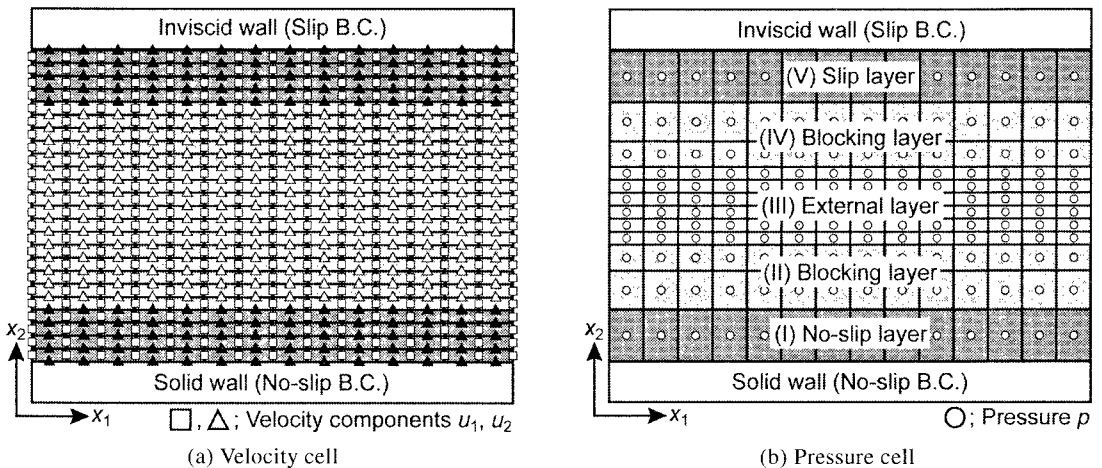 Inviscid wall (Slip B.C.)
x₂
Solid wall (No-slip B.C.)
x₁
□, △; Velocity components u₁, u₂
(a) Velocity cell
Inviscid wall (Slip B.C.)
(V) Slip layer
(IV) Blocking layer
(III) External layer
(II) Blocking layer
(I) No-slip layer
x₂
Solid wall (No-slip B.C.)
x₁
○; Pressure p
(b) Pressure cell